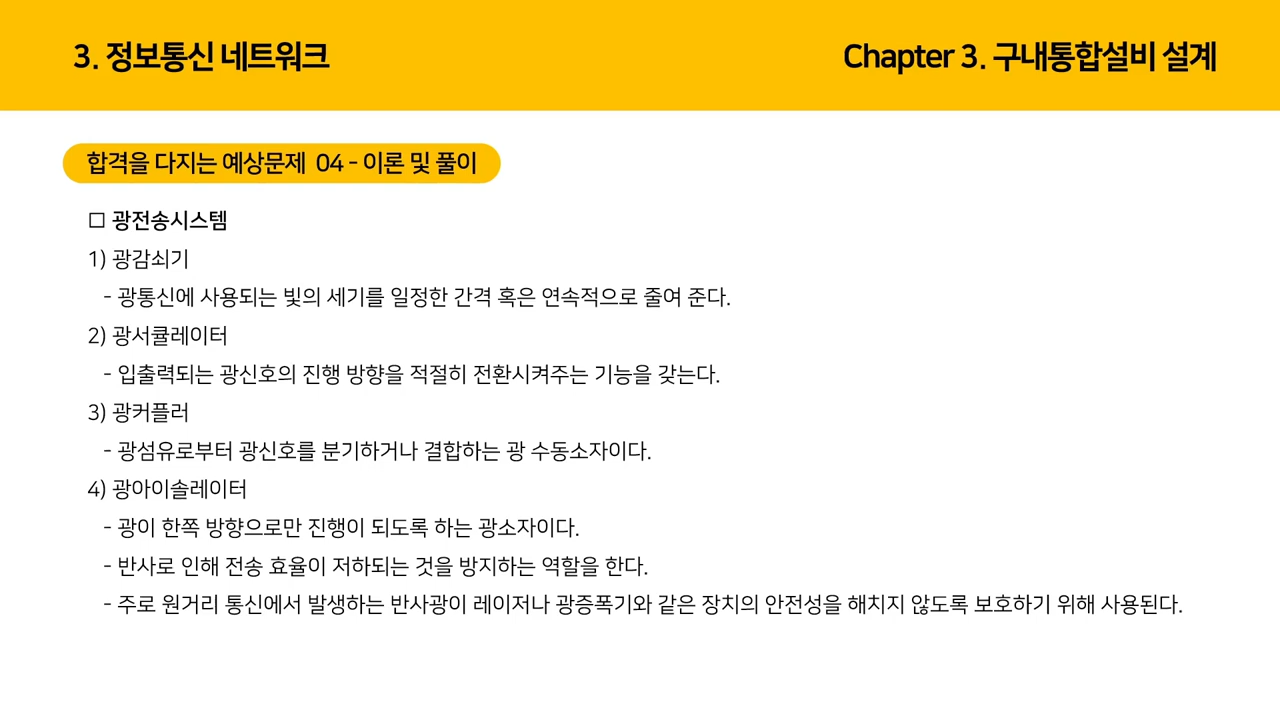 3. 정보통신 네트워크
Chapter 3. 구내통합설비 설계
합격을 다지는 예상문제 04 - 이론 및 풀이
□ 광전송시스템
1) 광감쇠기
- 광통신에 사용되는 빛의 세기를 일정한 간격 혹은 연속적으로 줄여 준다.
2) 광서큘레이터
- 입출력되는 광신호의 진행 방향을 적절히 전환시켜주는 기능을 갖는다.
3) 광커플러
- 광섬유로부터 광신호를 분기하거나 결합하는 광 수동소자이다.
4) 광아이솔레이터
- 광이 한쪽 방향으로만 진행이 되도록 하는 광소자이다.
- 반사로 인해 전송 효율이 저하되는 것을 방지하는 역할을 한다.
- 주로 원거리 통신에서 발생하는 반사광이 레이저나 광증폭기와 같은 장치의 안전성을 해치지 않도록 보호하기 위해 사용된다.